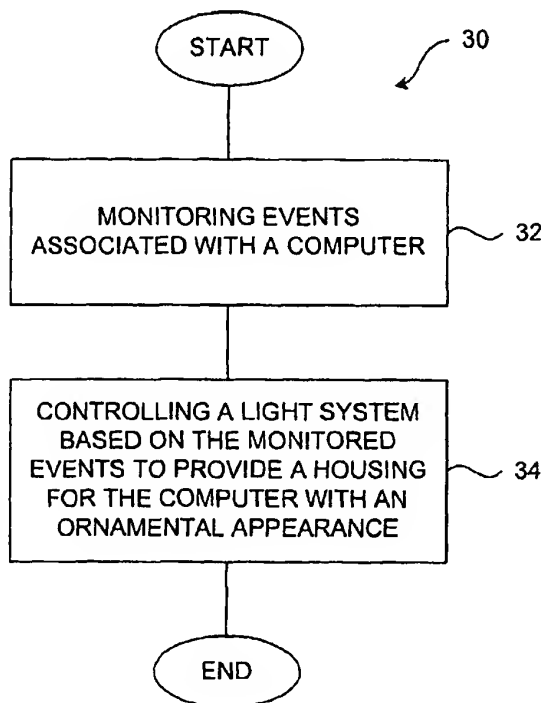 START
30
MONITORING EVENTS
ASSOCIATED WITH A COMPUTER
32
CONTROLLING A LIGHT SYSTEM
BASED ON THE MONITORED
EVENTS TO PROVIDE A HOUSING
FOR THE COMPUTER WITH AN
ORNAMENTAL APPEARANCE
34
END